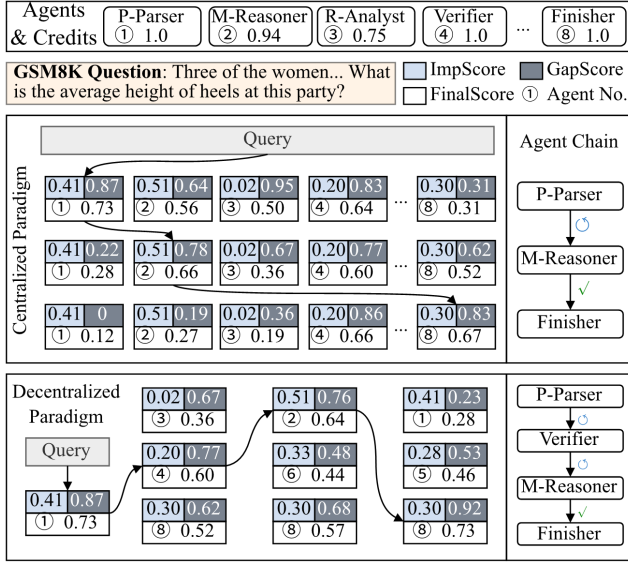 Agents & Credits
P-Parser ① 1.0
M-Reasoner ② 0.94
R-Analyst ③ 0.75
Verifier ④ 1.0
...
Finisher ⑧ 1.0
GSM8K Question: Three of the women... What
is the average height of heels at this party?
ImpScore GapScore
FinalScore ① Agent No.
Centralized Paradigm
Query
0.41 0.87 0.51 0.64 0.02 0.95 0.20 0.83 0.30 0.31
① 0.73 ② 0.56 ③ 0.50 ④ 0.64 ... ⑧ 0.31
0.41 0.22 0.51 0.78 0.02 0.67 0.20 0.77 0.30 0.62
① 0.28 ② 0.66 ③ 0.36 ④ 0.60 ... ⑧ 0.52
0.41 0 0.51 0.19 0.02 0.36 0.20 0.86 0.30 0.83
① 0.12 ② 0.27 ③ 0.19 ④ 0.66 ... ⑧ 0.67
Agent Chain
P-Parser
M-Reasoner
√
Finisher
Decentralized
Paradigm
Query
0.41 0.87
① 0.73
0.02 0.67
③ 0.36
0.20 0.77
④ 0.60
0.30 0.62
⑧ 0.52
0.51 0.76
② 0.64
0.33 0.48
⑥ 0.44
0.30 0.68
⑧ 0.57
0.41 0.23
① 0.28
0.28 0.53
⑤ 0.46
0.30 0.92
⑧ 0.73
P-Parser
Verifier
M-Reasoner
√
Finisher